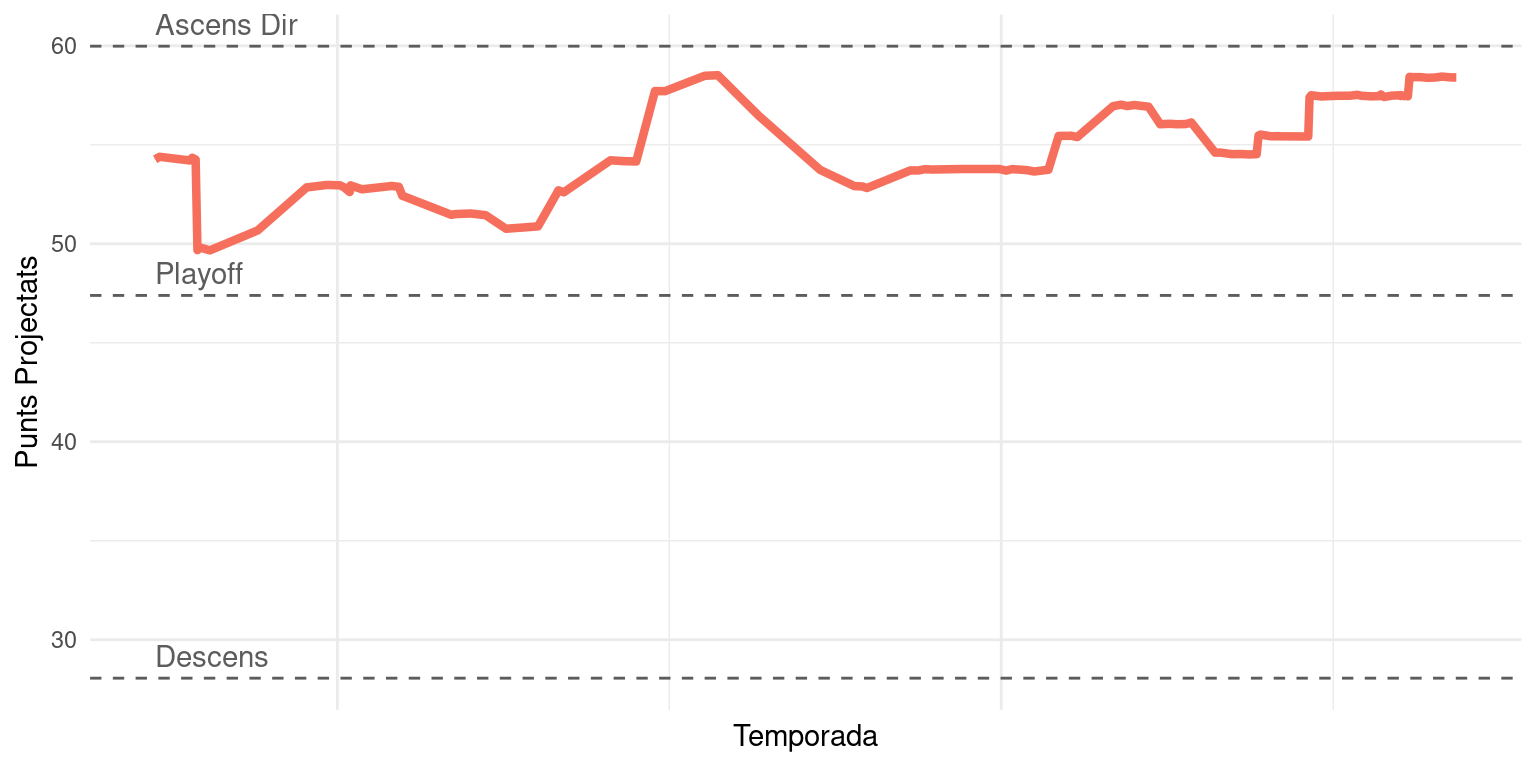 Ascens Dir
60
50
Playoff
40
30
Descens
Punts Projectats
Temporada